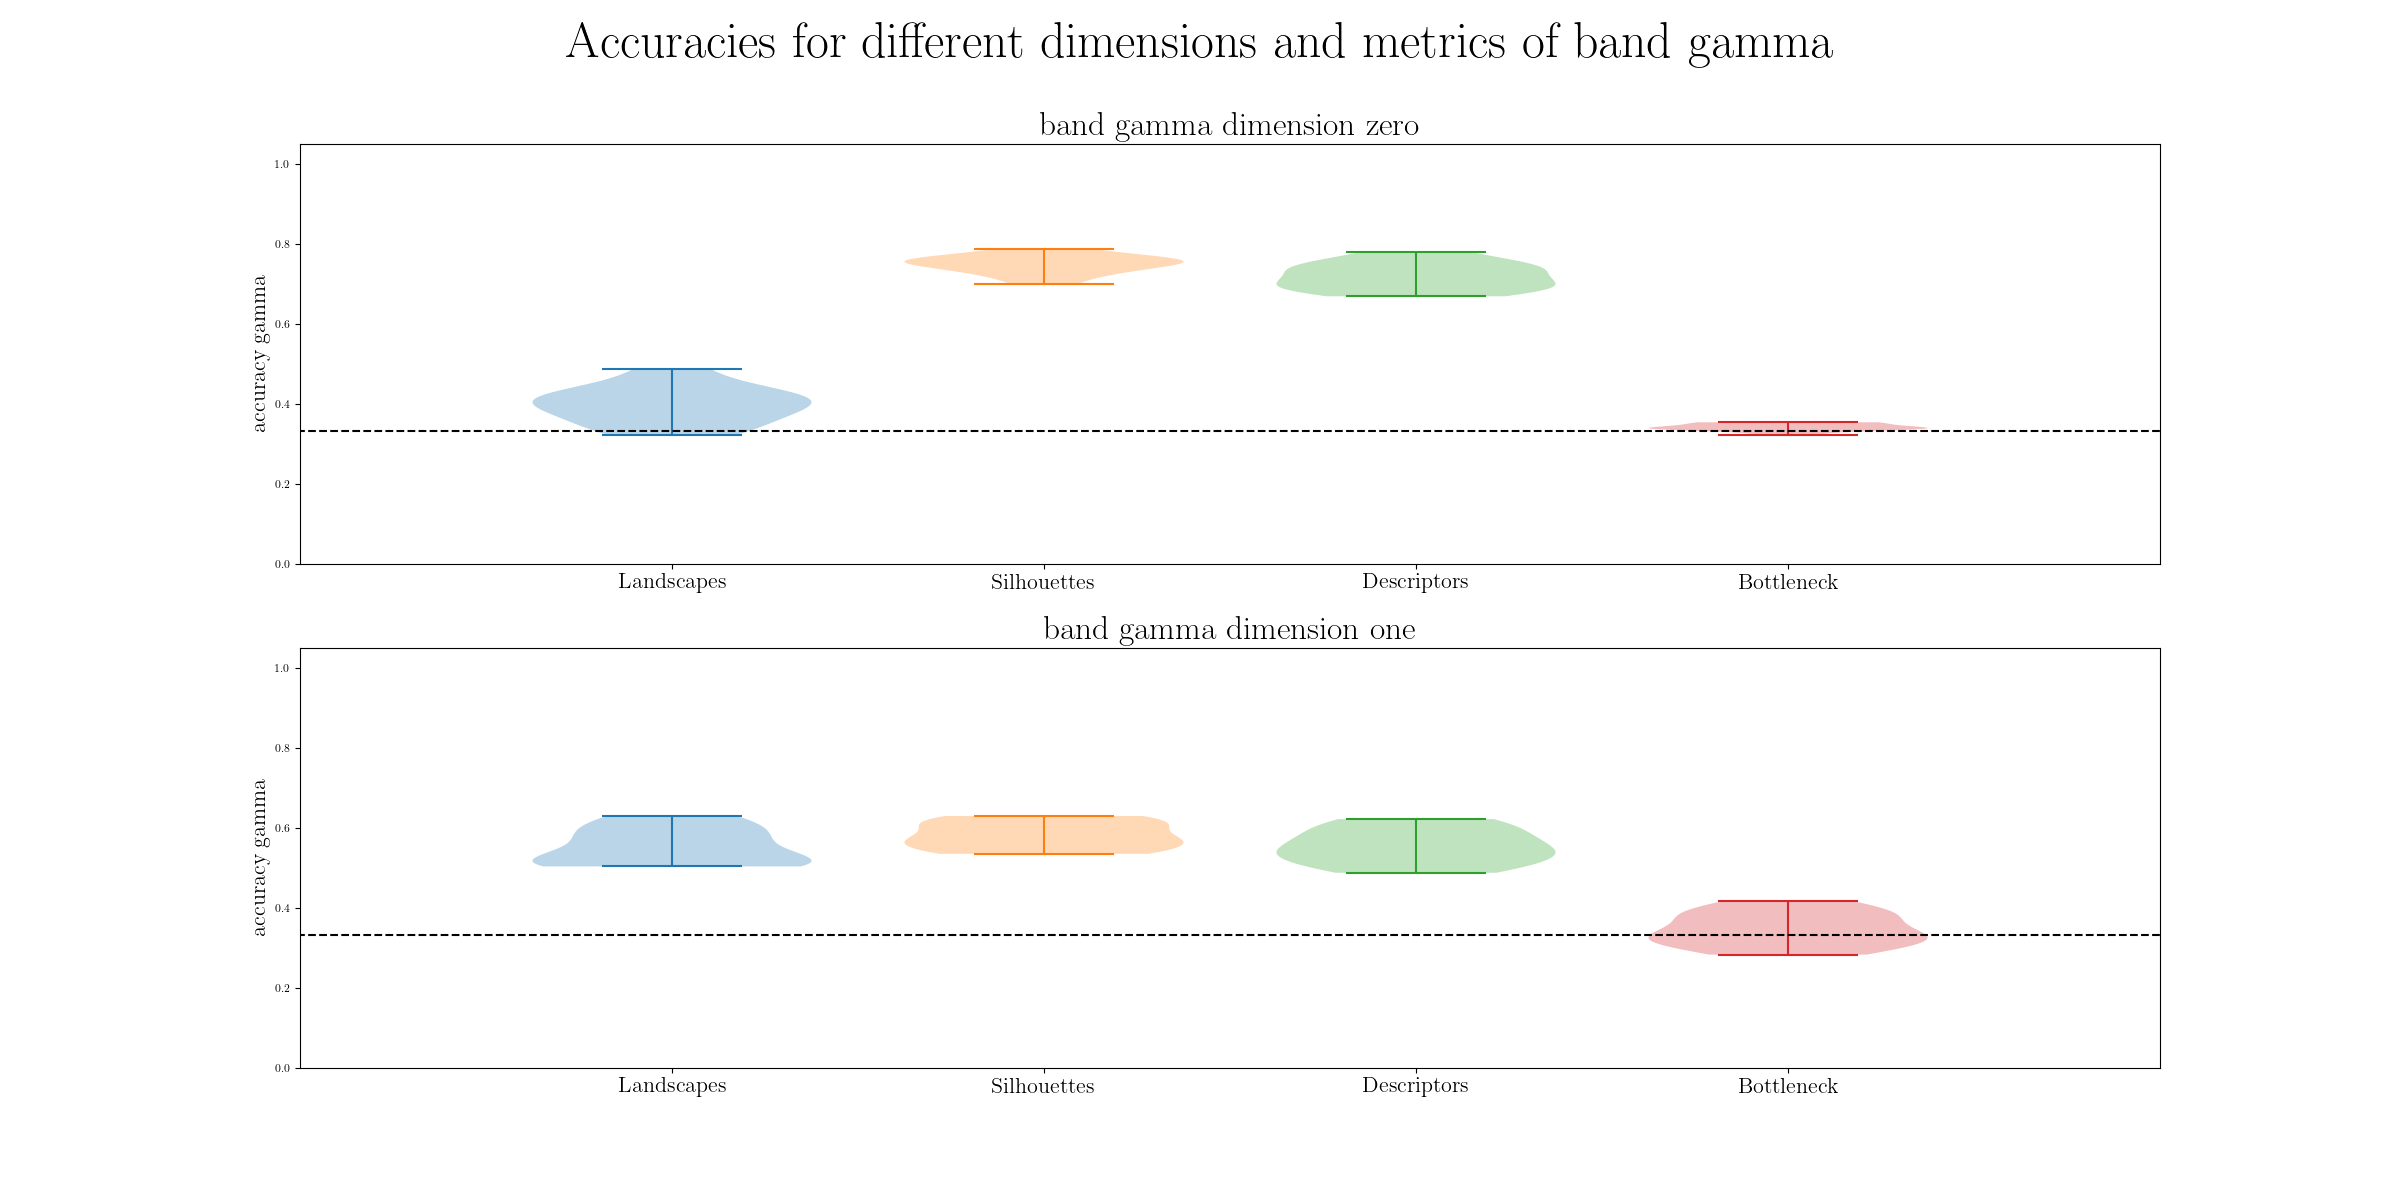 Accuracies for different dimensions and metrics of band gamma
band gamma dimension zero
1.0
0.8
0.6
0.4
0.2
0.0
accuracy gamma
Landscapes Silhouettes Descriptors Bottleneck
band gamma dimension one
1.0
0.8
0.6
0.4
0.2
0.0
accuracy gamma
Landscapes Silhouettes Descriptors Bottleneck